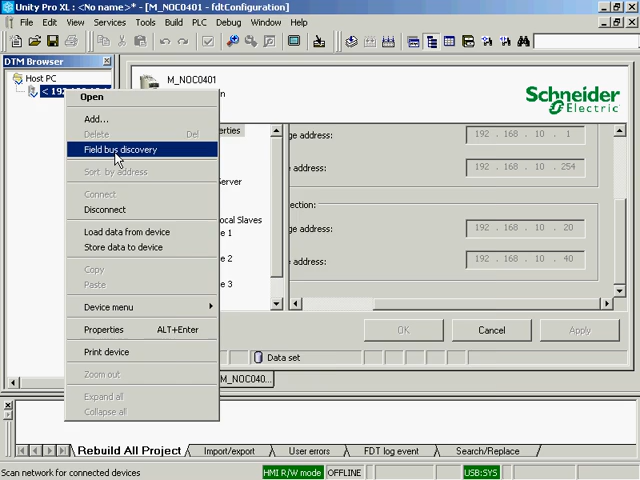 Unity Pro XL : <No name>* - [M_NOC0401 - fdtConfiguration]
File Edit View Services Tools Build PLC Debug Window Help
DTM Browser
Host PC
< 192
M_NOC0401
Schneider
Electric
Open
Add...
Delete Del
Field bus discovery
Sort by address
Connect
Disconnect
Load data from device
Store data to device
Copy
Paste
Device menu
Properties ALT+Enter
Print device
Zoom out
Expand all
Collapse all
erties
Server
ocal Slaves
e 1
e 2
e 3
ge address: 192 . 168 . 10 . 1
e address: 192 . 168 . 10 . 254
ection:
ge address: 192 . 168 . 10 . 20
e address: 192 . 168 . 10 . 40
OK Cancel Apply
Data set
M_NOC040...
Rebuild All Project Import/export User errors FDT log event Search/Replace
Scan network for connected devices HMI R/W mode OFFLINE USB:SYS